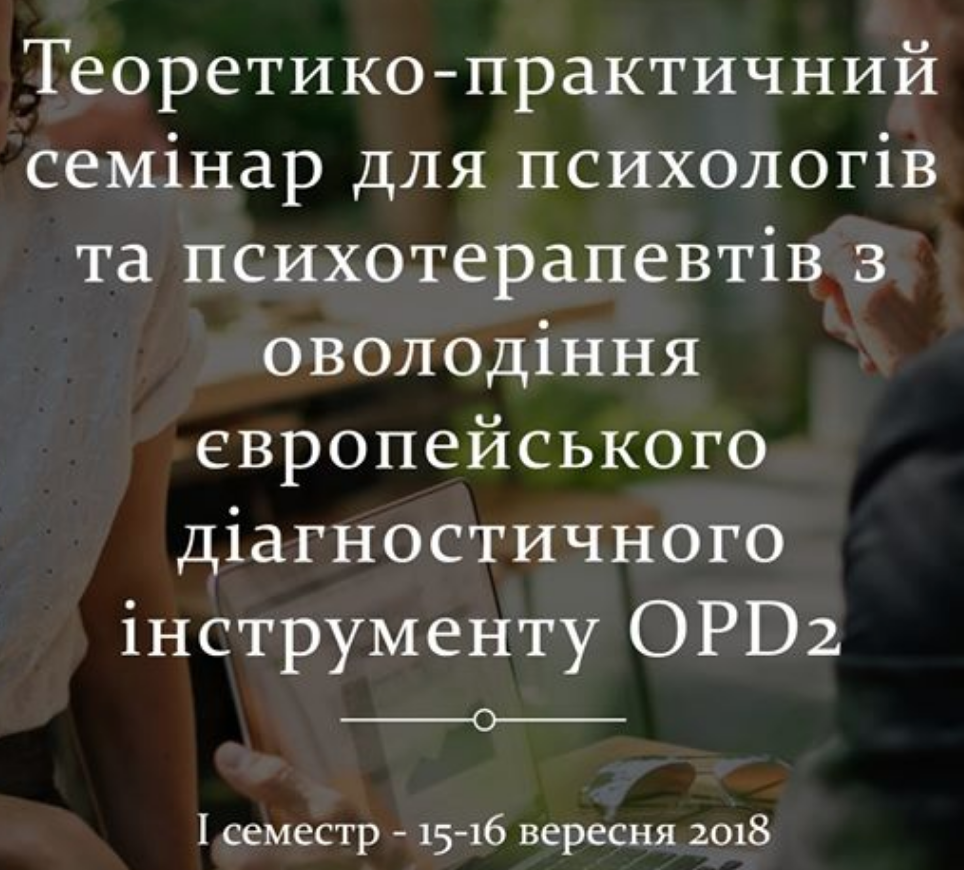 Теоретико-практичний
семінар для психологів
та психотерапевтів з
оволодіння
європейського
діагностичного
інструменту OPD2
І семестр - 15-16 вересня 2018